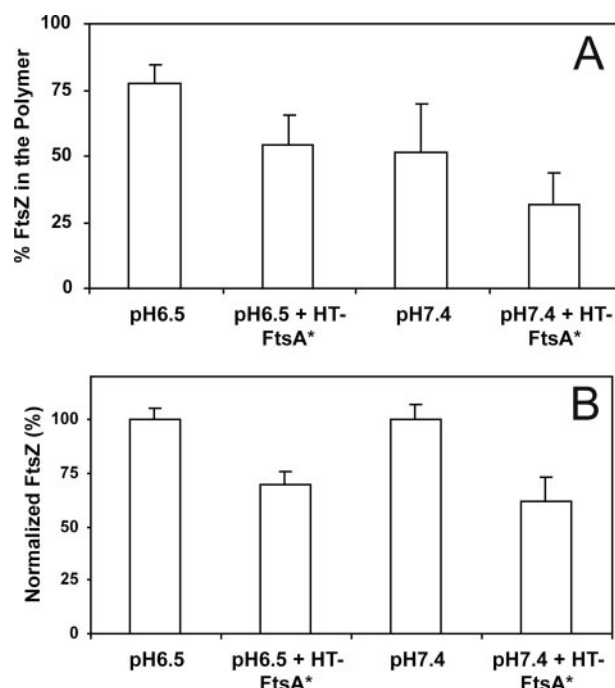 A
% FtsZ in the Polymer
100
75
50
25
0
pH6.5
pH6.5 + HT-
FtsA*
pH7.4
pH7.4 + HT-
FtsA*
B
Normalized FtsZ (%)
100
75
50
25
0
pH6.5
pH6.5 + HT-
FtsA*
pH7.4
pH7.4 + HT-
FtsA*